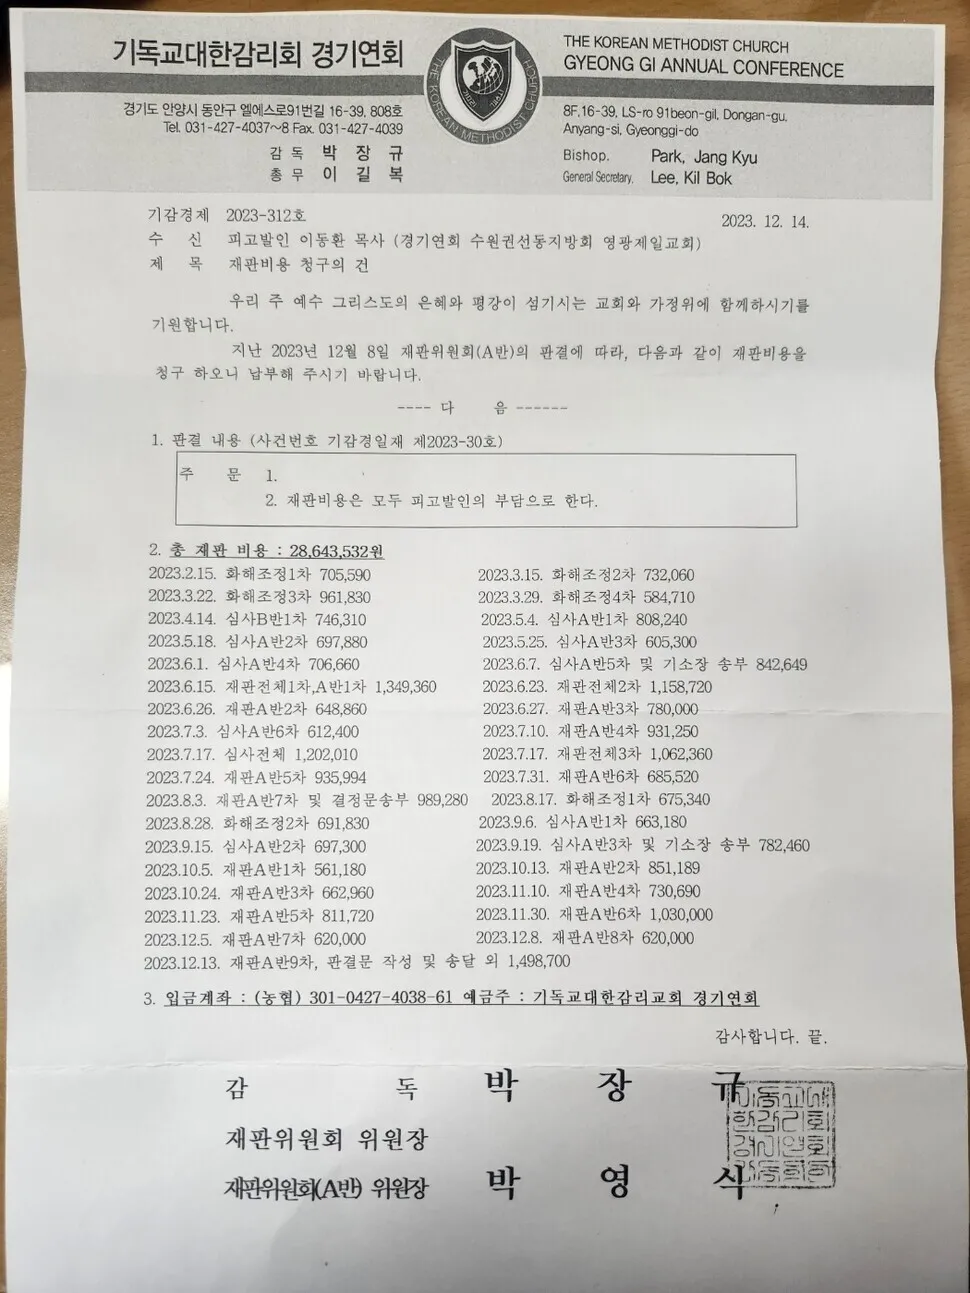 기독교대한감리회 경기연회
THE KOREAN METHODIST CHURCH
GYEONG GI ANNUAL CONFERENCE
THE KOREAN METHODIST CHURCH
경기도 안양시 동안구 엘에스로91번길 16-39, 808호
Tel. 031-427-4037~8 Fax. 031-427-4039
감 독 박 장 규
총 무 이 길 복
8F, 16-39, LS-ro 91beon-gil, Dongan-gu,
Anyang-si, Gyeonggi-do
Bishop. Park, Jang Kyu
General Secretary. Lee, Kil Bok
기감경제 2023-312호
2023. 12. 14.
수 신 피고발인 이동환 목사 (경기연회 수원권선동지방회 영광제일교회)
제 목 재판비용 청구의 건
우리 주 예수 그리스도의 은혜와 평강이 섬기시는 교회와 가정위에 함께하시기를
기원합니다.
지난 2023년 12월 8일 재판위원회(A반)의 판결에 따라, 다음과 같이 재판비용을
청구 하오니 납부해 주시기 바랍니다.
---- 다 음 ------
1. 판결 내용 (사건번호 기감경일재 제2023-30호)
주 문 1.
2. 재판비용은 모두 피고발인의 부담으로 한다.
2. 총 재판 비용 : 28,643,532원
2023.2.15. 화해조정1차 705,590 2023.3.15. 화해조정2차 732,060
2023.3.22. 화해조정3차 961,830 2023.3.29. 화해조정4차 584,710
2023.4.14. 심사B반1차 746,310 2023.5.4. 심사A반1차 808,240
2023.5.18. 심사A반2차 697,880 2023.5.25. 심사A반3차 605,300
2023.6.1. 심사A반4차 706,660 2023.6.7. 심사A반5차 및 기소장 송부 842,649
2023.6.15. 재판전체1차,A반1차 1,349,360 2023.6.23. 재판전체2차 1,158,720
2023.6.26. 재판A반2차 648,860 2023.6.27. 재판A반3차 780,000
2023.7.3. 심사A반6차 612,400 2023.7.10. 재판A반4차 931,250
2023.7.17. 심사전체 1,202,010 2023.7.17. 재판전체3차 1,062,360
2023.7.24. 재판A반5차 935,994 2023.7.31. 재판A반6차 685,520
2023.8.3. 재판A반7차 및 결정문송부 989,280 2023.8.17. 화해조정1차 675,340
2023.8.28. 화해조정2차 691,830 2023.9.6. 심사A반1차 663,180
2023.9.15. 심사A반2차 697,300 2023.9.19. 심사A반3차 및 기소장 송부 782,460
2023.10.5. 재판A반1차 561,180 2023.10.13. 재판A반2차 851,189
2023.10.24. 재판A반3차 662,960 2023.11.10. 재판A반4차 730,690
2023.11.23. 재판A반5차 811,720 2023.11.30. 재판A반6차 1,030,000
2023.12.5. 재판A반7차 620,000 2023.12.8. 재판A반8차 620,000
2023.12.13. 재판A반9차, 판결문 작성 및 송달 외 1,498,700
3. 입금계좌 : (농협) 301-0427-4038-61 예금주 : 기독교대한감리교회 경기연회
감사합니다. 끝.
감 독 박 장 규
재판위원회 위원장
재판위원회(A반) 위원장 박 영 식